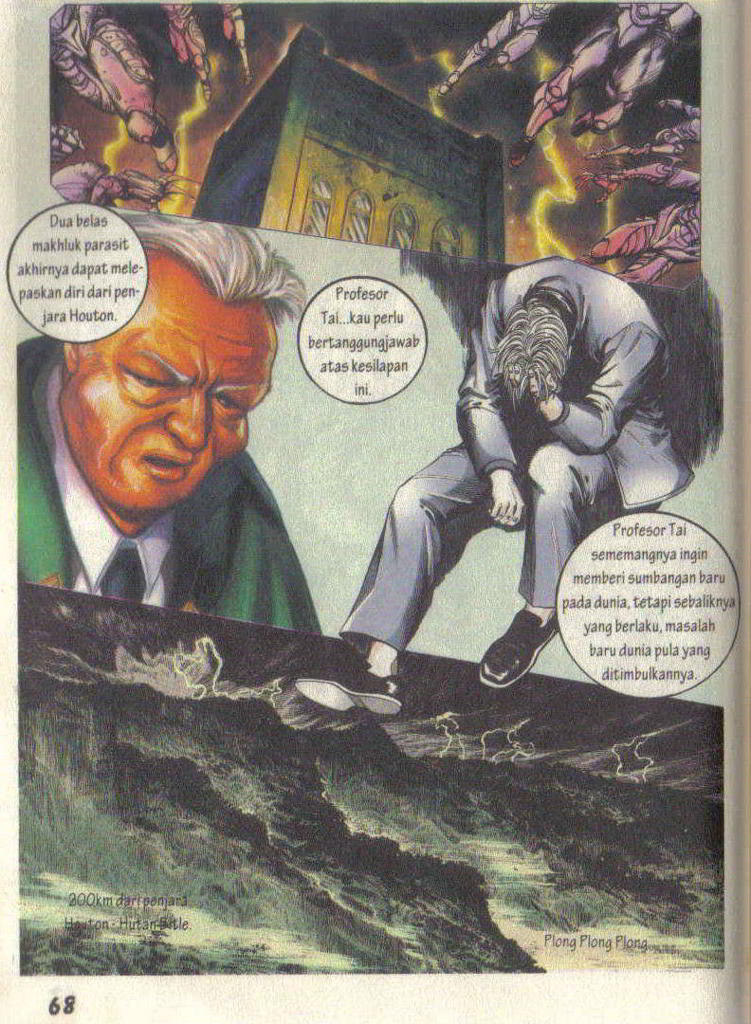 Dua belas
makhluk parasit
akhirnya dapat mele-
paskan diri dari pen-
jara Houton.
Profesor
Tai...kau perlu
bertanggungjawab
atas kesilapan
ini.
Profesor Tai
sememangnya ingin
memberi sumbangan baru
pada dunia, tetapi sebaliknya
yang berlaku, masalah
baru dunia pula yang
ditimbulkannya.
200km dari penjara
Houton - Hutan Bitle
Plong Plong Plong
68